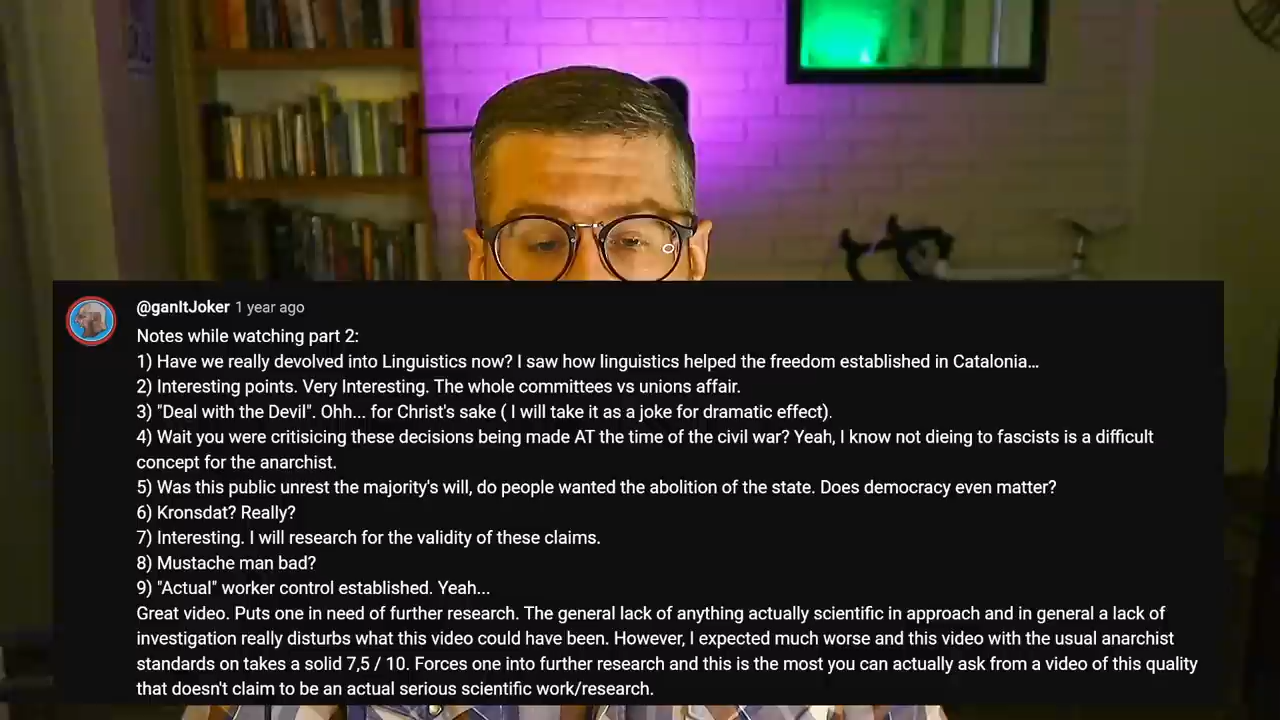 @ganItJoker 1 year ago
Notes while watching part 2:
1) Have we really devolved into Linguistics now? I saw how linguistics helped the freedom established in Catalonia...
2) Interesting points. Very Interesting. The whole committees vs unions affair.
3) "Deal with the Devil". Ohh... for Christ's sake ( I will take it as a joke for dramatic effect).
4) Wait you were critisicing these decisions being made AT the time of the civil war? Yeah, I know not dieing to fascists is a difficult
concept for the anarchist.
5) Was this public unrest the majority's will, do people wanted the abolition of the state. Does democracy even matter?
6) Kronsdat? Really?
7) Interesting. I will research for the validity of these claims.
8) Mustache man bad?
9) "Actual" worker control established. Yeah...
Great video. Puts one in need of further research. The general lack of anything actually scientific in approach and in general a lack of
investigation really disturbs what this video could have been. However, I expected much worse and this video with the usual anarchist
standards on takes a solid 7,5 / 10. Forces one into further research and this is the most you can actually ask from a video of this quality
that doesn't claim to be an actual serious scientific work/research.